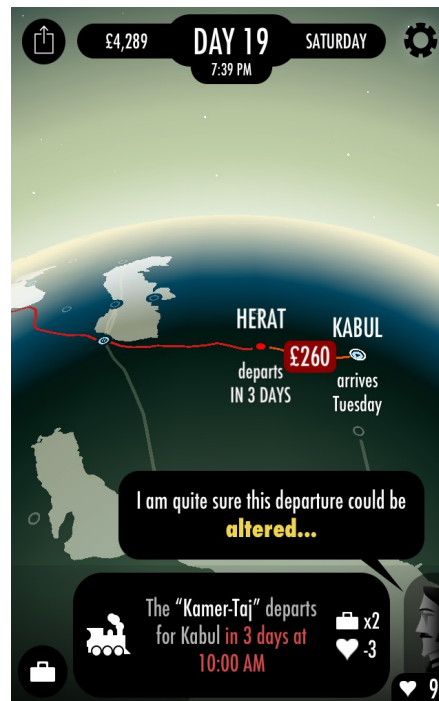 £4,289
DAY 19
SATURDAY
7:39 PM
HERAT
KABUL
£260
departs
IN 3 DAYS
arrives
Tuesday
I am quite sure this departure could be
altered...
The "Kamer-Taj" departs
for Kabul in 3 days at
10:00 AM
x2
-3
9